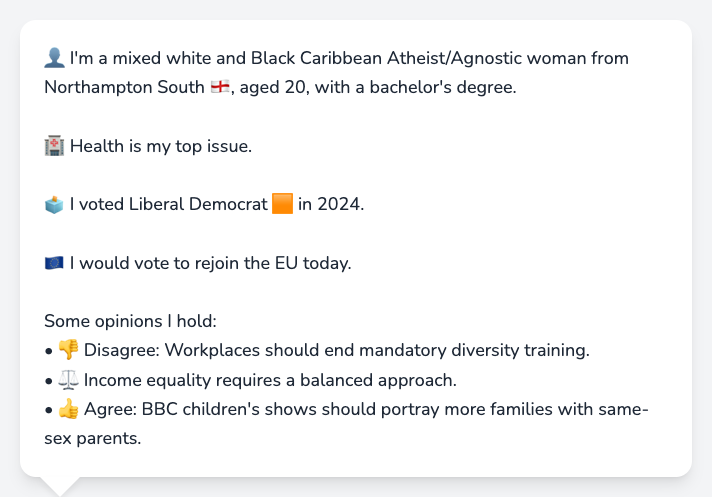 👤 I'm a mixed white and Black Caribbean Atheist/Agnostic woman from
Northampton South 🏴󠁧󠁢󠁥󠁮󠁧󠁿, aged 20, with a bachelor's degree.
🏥 Health is my top issue.
🗳️ I voted Liberal Democrat 🟧 in 2024.
🇪🇺 I would vote to rejoin the EU today.
Some opinions I hold:
• 👎 Disagree: Workplaces should end mandatory diversity training.
• ⚖️ Income equality requires a balanced approach.
• 👍 Agree: BBC children's shows should portray more families with same-
sex parents.